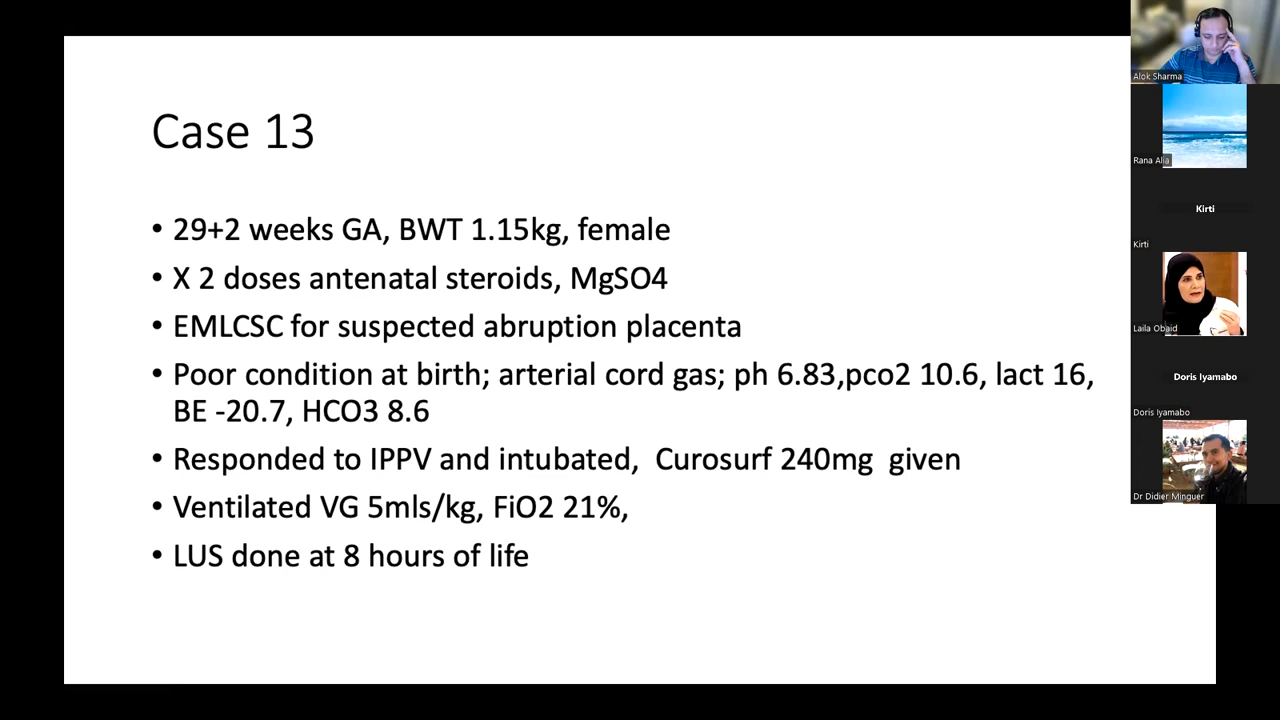 Case 13
• 29+2 weeks GA, BWT 1.15kg, female
• X 2 doses antenatal steroids, MgSO4
• EMLCSC for suspected abruption placenta
• Poor condition at birth; arterial cord gas; ph 6.83,pco2 10.6, lact 16,
BE -20.7, HCO3 8.6
• Responded to IPPV and intubated,  Curosurf 240mg  given
• Ventilated VG 5mls/kg, FiO2 21%,
• LUS done at 8 hours of life
Alok Sharma
Rana Alia
Kirti
Kirti
Laila Obaid
Doris Iyamabo
Doris Iyamabo
Dr Didier Minguer